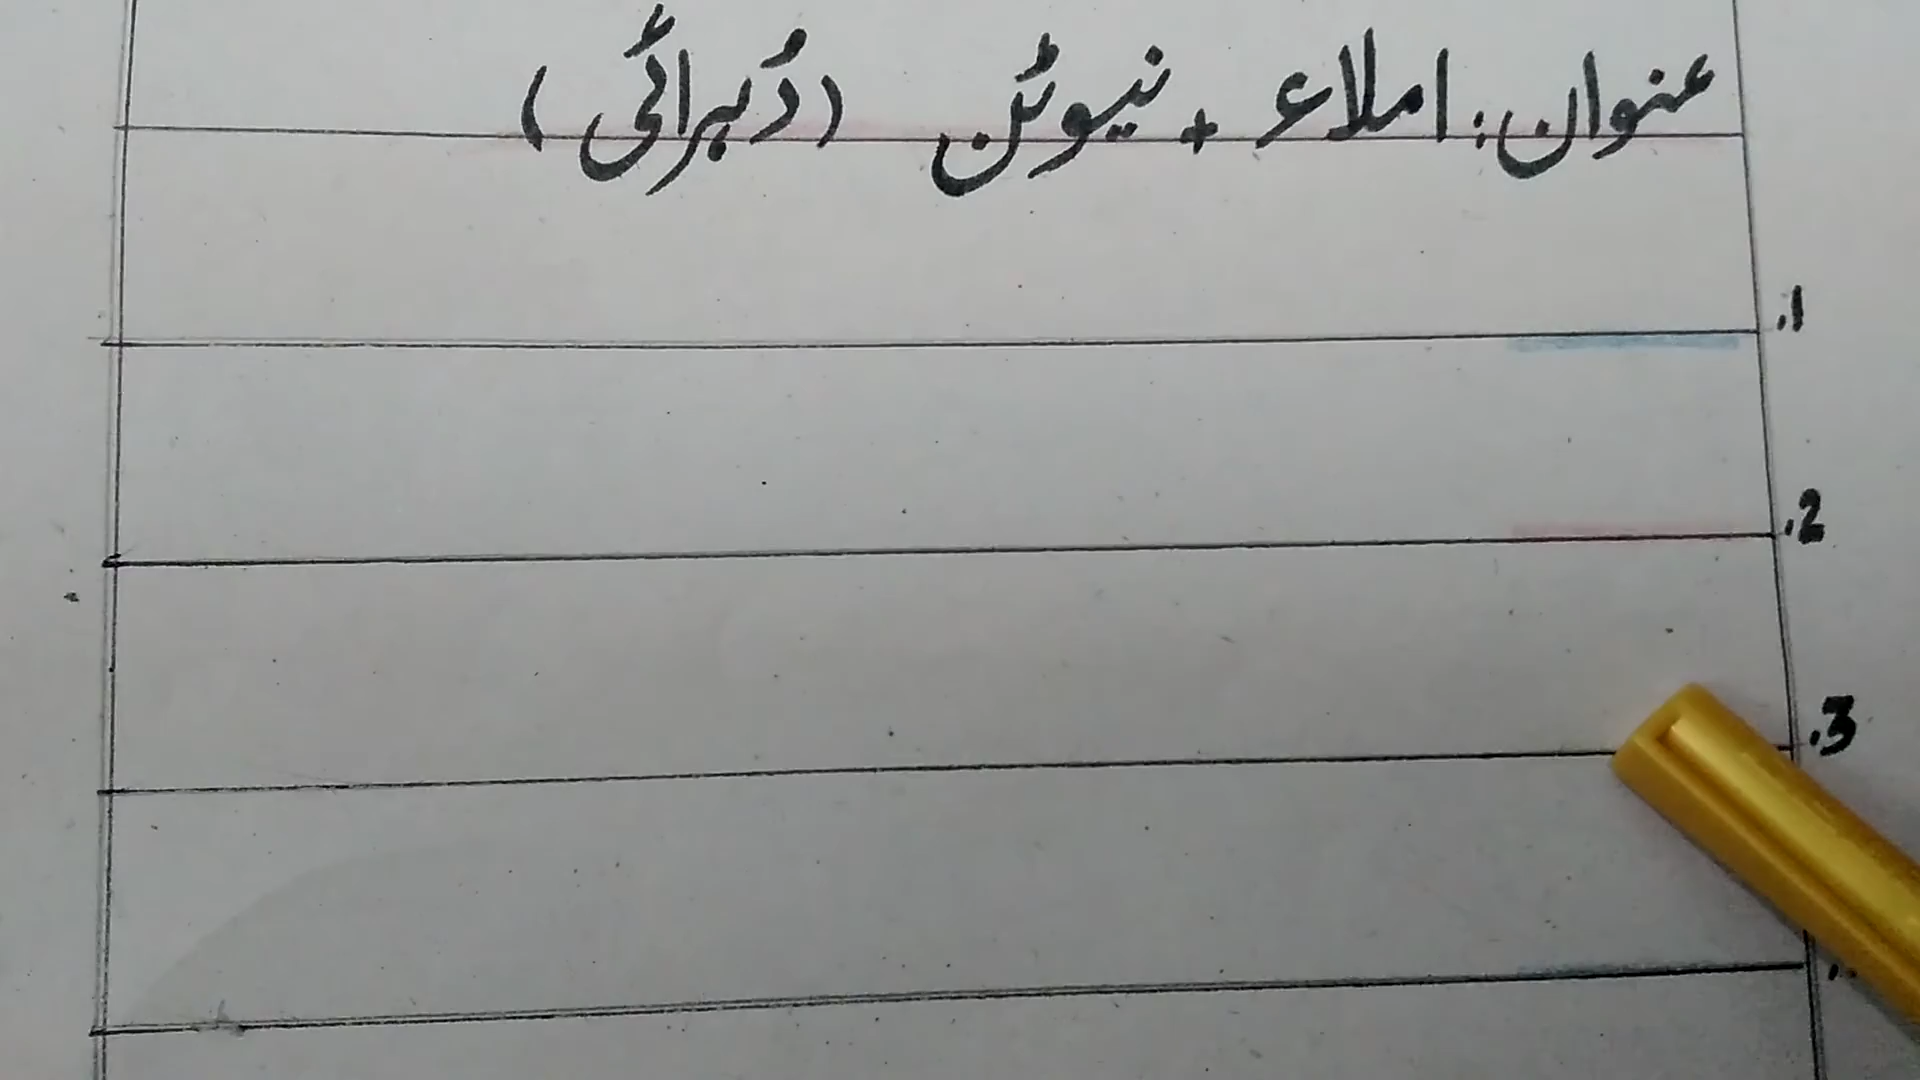 عنوان: املاء + نیوٹن (دُہرائی)
.1
.2
.3